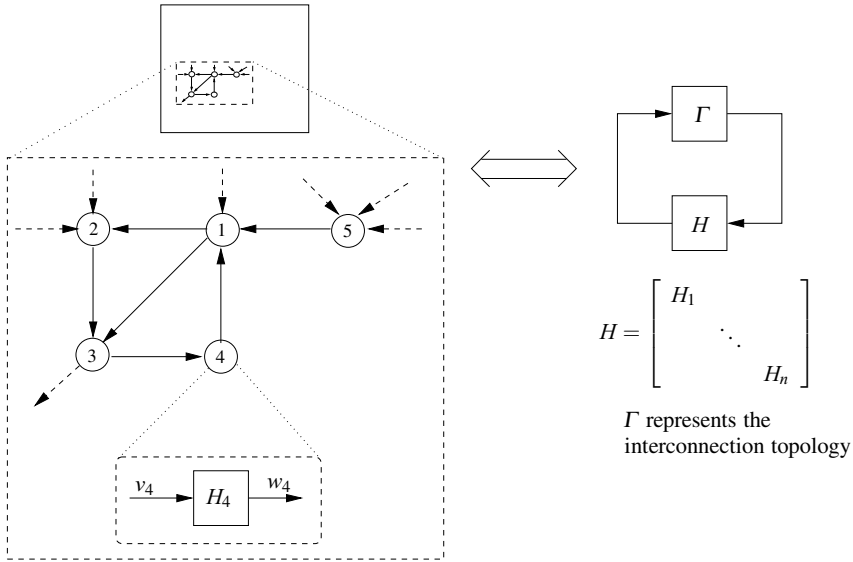 2
1
5
3
4
v₄
H₄
w₄
Γ
H
H = [ H₁ ⋱ Hₙ ]
Γ represents the
interconnection topology